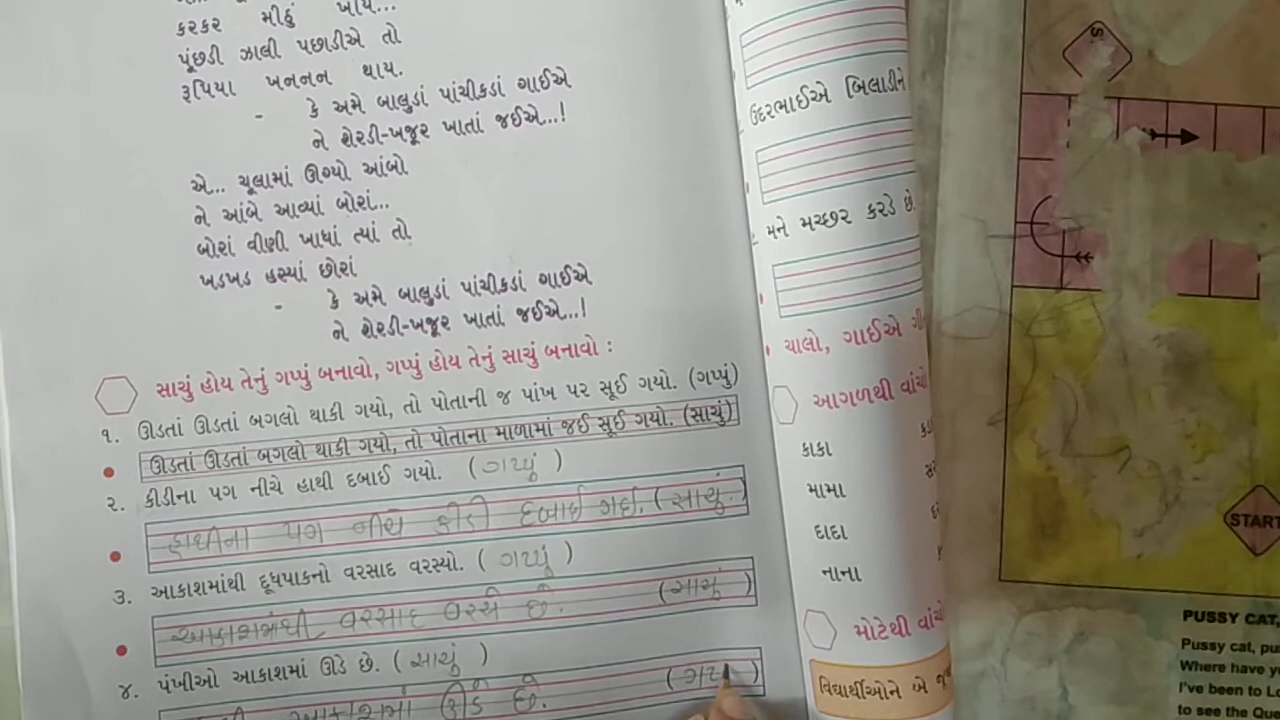 કરકર મીઠું ખાય...
પૂંછડી ઝાલી પછાડીએ તો
રૂપિયા ખનનન થાય.
- કે અમે બાલુડાં પાંચીકડાં ગાઈએ
ને શેરડી-ખજૂર ખાતાં જઈએ...!
એ... ચૂલામાં ઊગ્યો આંબો
ને આંબે આવ્યાં બોરાં...
બોરાં વીણી ખાધાં ત્યાં તો
ખડખડ હસ્યાં છોરાં
- કે અમે બાલુડાં પાંચીકડાં ગાઈએ
ને શેરડી-ખજૂર ખાતાં જઈએ...!
સાચું હોય તેનું ગપ્પું બનાવો, ગપ્પું હોય તેનું સાચું બનાવો :
૧. ઊડતાં ઊડતાં બગલો થાકી ગયો, તો પોતાની જ પાંખ પર સૂઈ ગયો. (ગપ્પું)
ઊડતાં ઊડતાં બગલો થાકી ગયો, તો પોતાના માળામાં જઈ સૂઈ ગયો. (સાચું)
૨. કીડીના પગ નીચે હાથી દબાઈ ગયો. (ગપ્પું)
હાથીના પગ નીચે કીડી દબાઈ ગઈ. (સાચું.)
૩. આકાશમાંથી દૂધપાકનો વરસાદ વરસ્યો. (ગપ્પું)
આકાશમાંથી વરસાદ વરસે છે. (સાચું)
૪. પંખીઓ આકાશમાં ઊડે છે. (સાચું)
આકાશમાં ઊડે છે.
ઉંદરભાઈએ બિલાડીને
મને મચ્છર કરડે છે.
ચાલો, ગાઈએ
આગળથી વાંચો
કાકા
મામા
દાદા
નાના
મોટેથી વાંચો
વિદ્યાર્થીઓને બે
START
PUSSY CAT,
Pussy cat,
Where have
I've been to
to see the